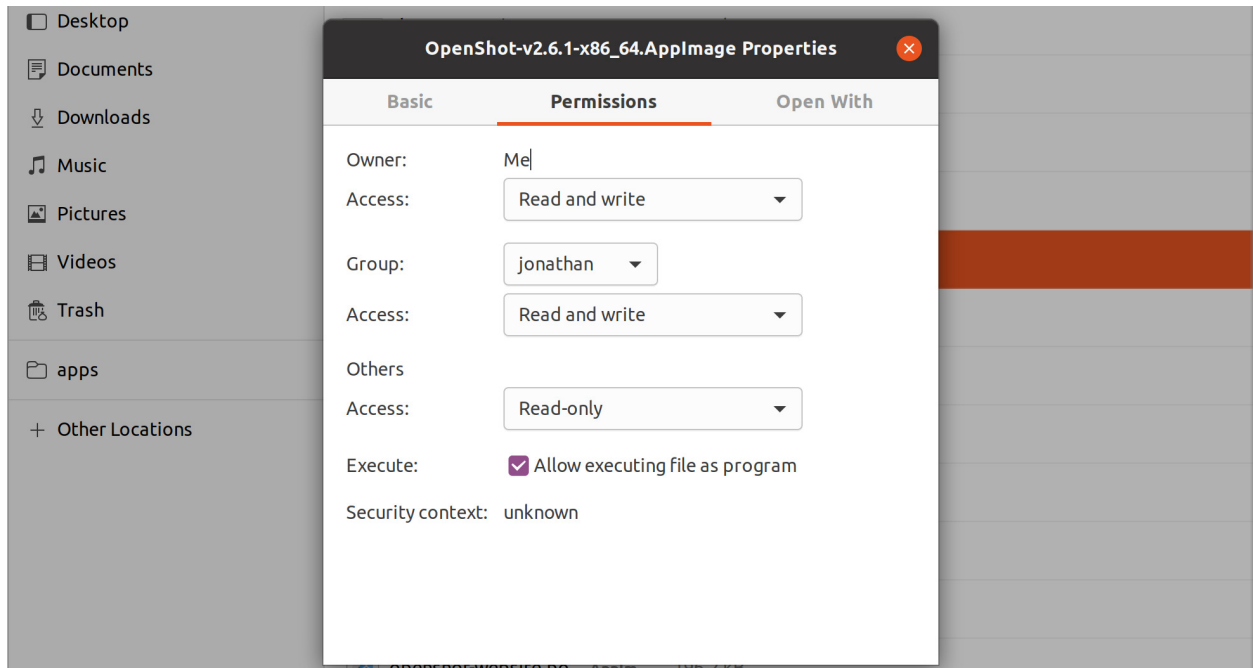 Desktop
Documents
Downloads
Music
Pictures
Videos
Trash
apps
Other Locations
OpenShot-v2.6.1-x86_64.AppImage Properties
Basic Permissions Open With
Owner: Me
Access: Read and write
Group: jonathan
Access: Read and write
Others
Access: Read-only
Execute: Allow executing file as program
Security context: unknown